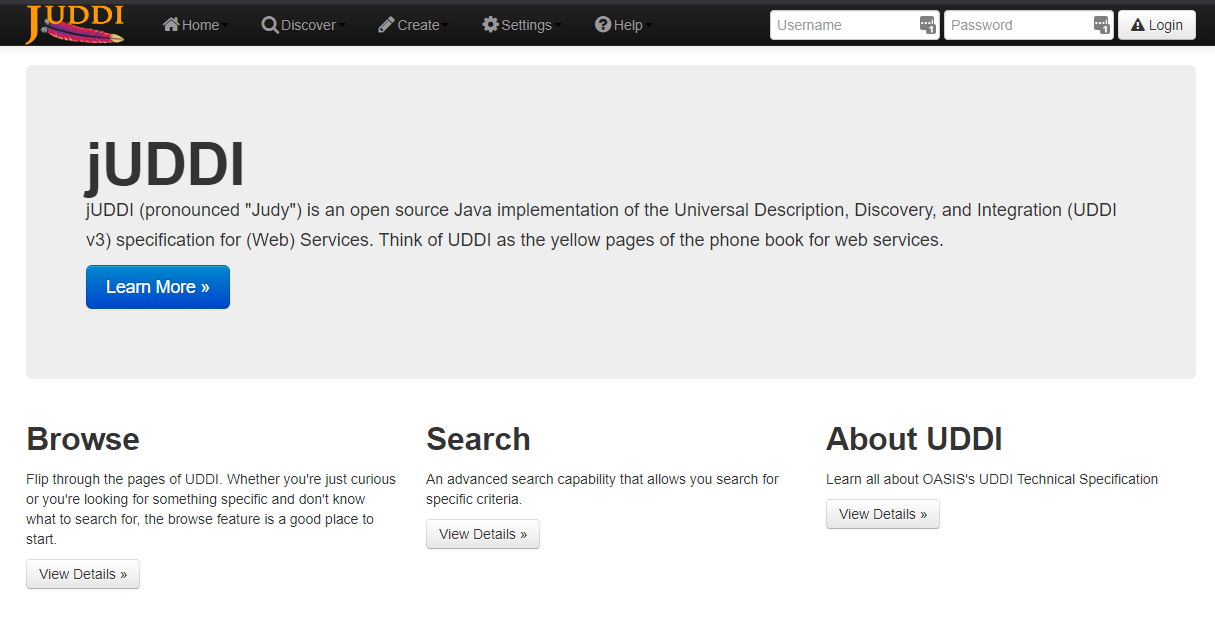 JUDDI
Home Discover Create Settings Help Username Password Login
jUDDI
jUDDI (pronounced "Judy") is an open source Java implementation of the Universal Description, Discovery, and Integration (UDDI
v3) specification for (Web) Services. Think of UDDI as the yellow pages of the phone book for web services.
Learn More »
Browse
Flip through the pages of UDDI. Whether you're just curious
or you're looking for something specific and don't know
what to search for, the browse feature is a good place to
start.
View Details »
Search
An advanced search capability that allows you search for
specific criteria.
View Details »
About UDDI
Learn all about OASIS's UDDI Technical Specification
View Details »